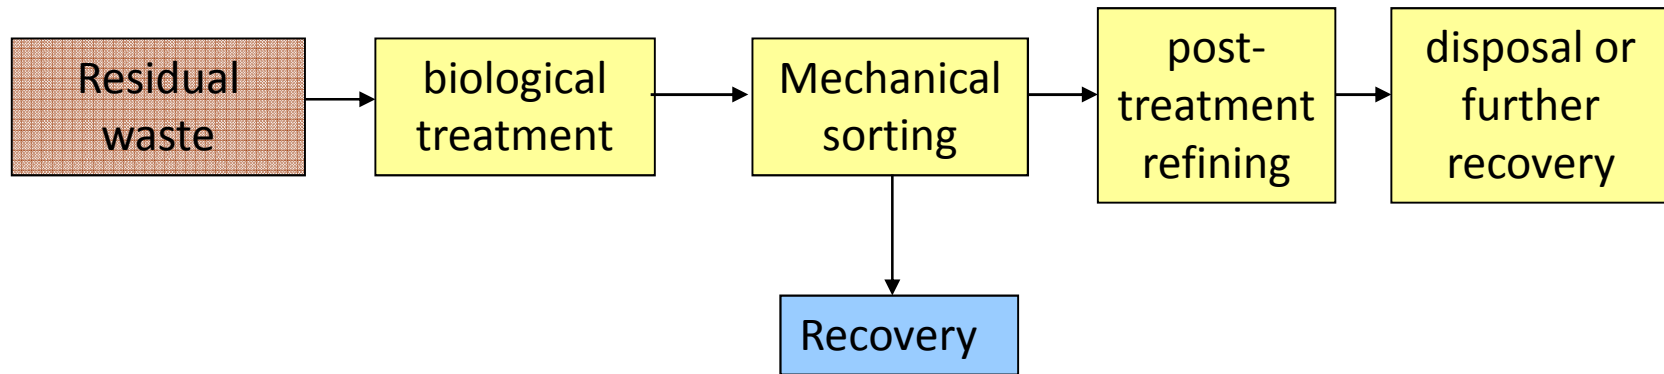 Residual
waste
biological
treatment
Mechanical
sorting
post-
treatment
refining
disposal or
further
recovery
Recovery